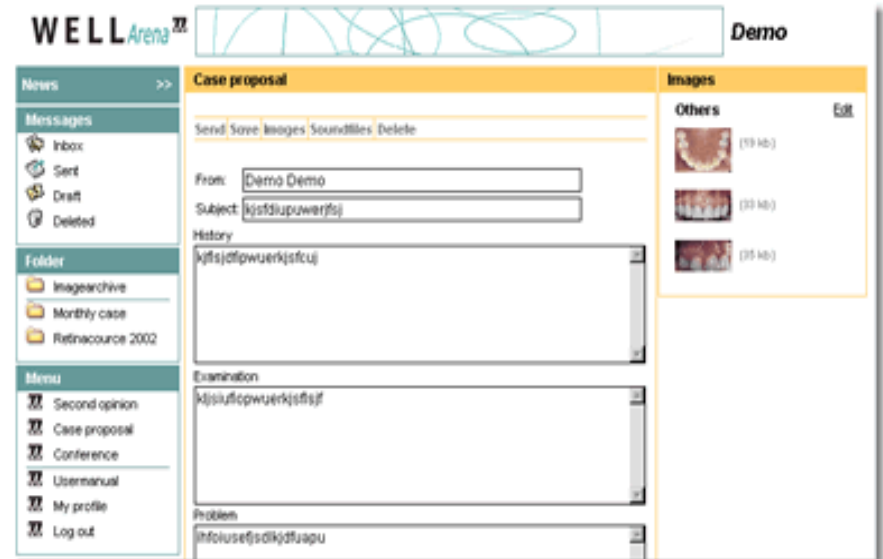 WELL Arena
Demo
News >>
Messages
Inbox
Sent
Draft
Deleted
Folder
Imagearchive
Monthly case
Retinacource 2002
Menu
Second opinion
Case proposal
Conference
Usermanual
My profile
Log out
Case proposal
Send Save Images Soundfiles Delete
From: Demo Demo
Subject: kjsfdiupuwerjfsj
History
kjflsjdfipwuerkjsfcuj
Examination
kljsiufiopwuerkjsflsjf
Problem
ihfoiusefjsdlkjdfuapu
Images
Others Edit
(19 kb)
(33 kb)
(35 kb)